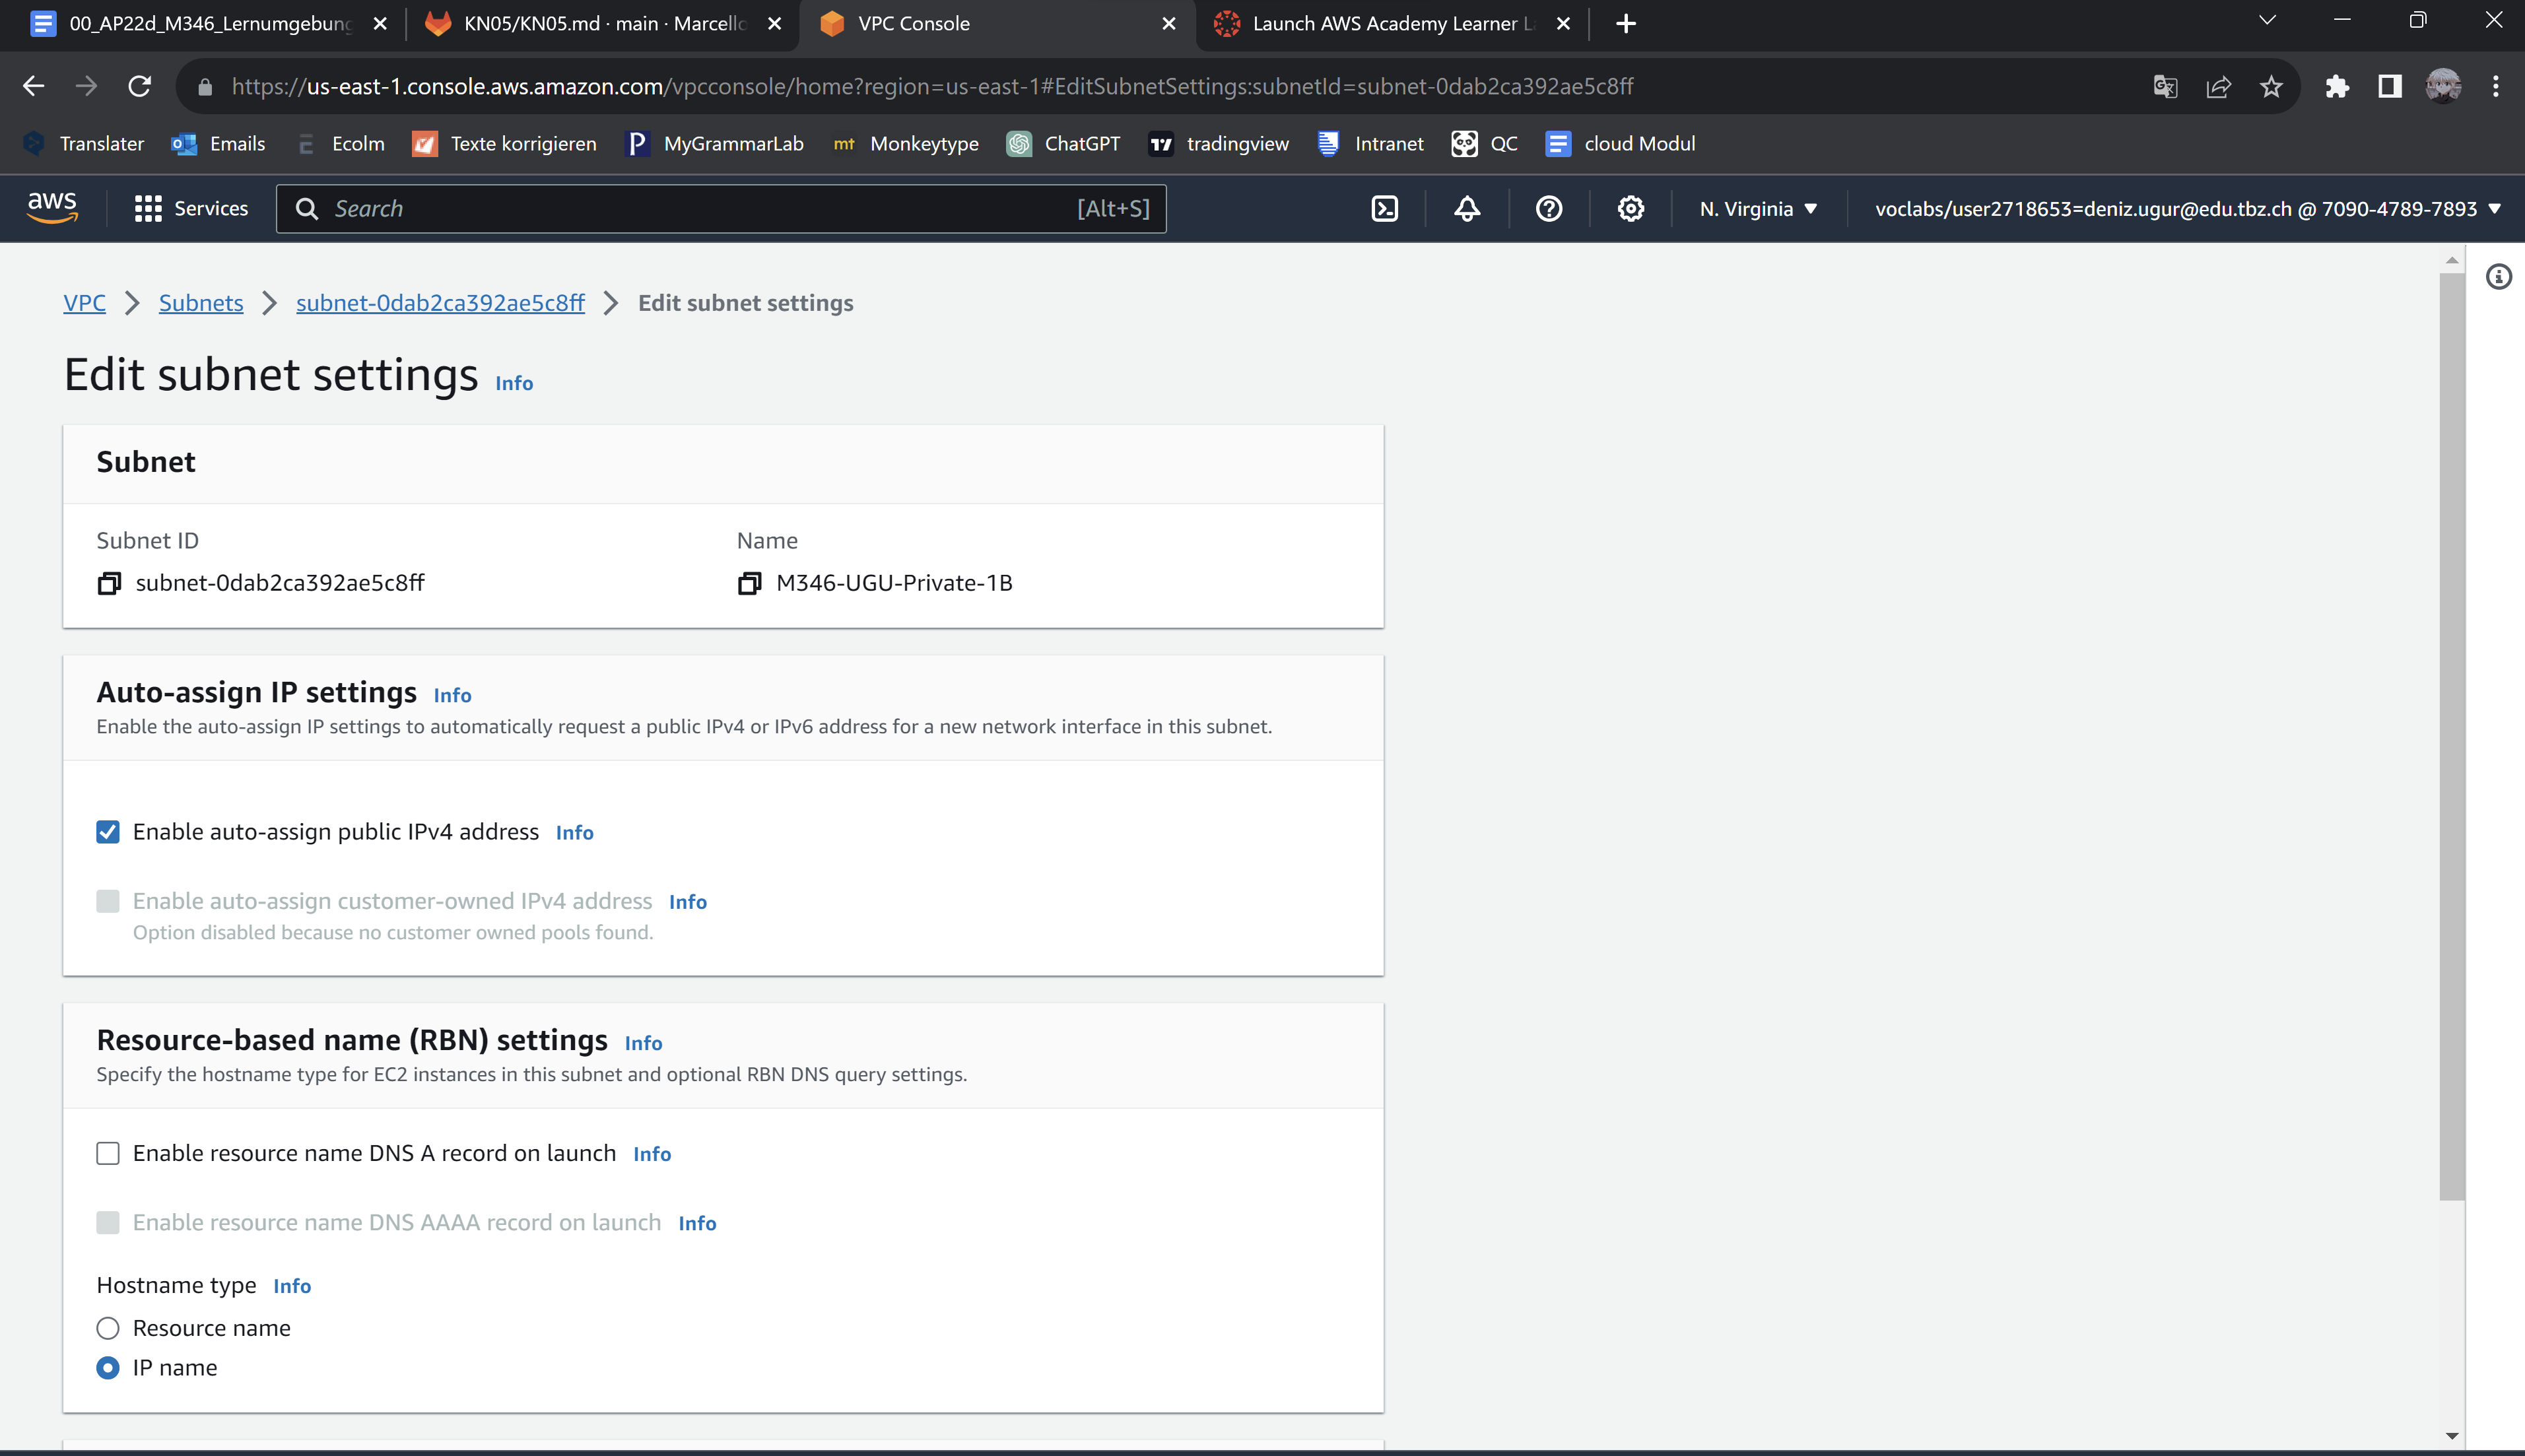 00_AP22d_M346_Lernumgebung
KN05/KN05.md · main · Marcello
VPC Console
Launch AWS Academy Learner L
https://us-east-1.console.aws.amazon.com/vpcconsole/home?region=us-east-1#EditSubnetSettings:subnetId=subnet-0dab2ca392ae5c8ff
Translater Emails Ecolm Texte korrigieren P MyGrammarLab mt Monkeytype ChatGPT tradingview Intranet QC cloud Modul
aws Services Search [Alt+S] N. Virginia voclabs/user2718653=deniz.ugur@edu.tbz.ch @ 7090-4789-7893
VPC Subnets subnet-0dab2ca392ae5c8ff Edit subnet settings
Edit subnet settings Info
Subnet
Subnet ID Name
subnet-0dab2ca392ae5c8ff M346-UGU-Private-1B
Auto-assign IP settings Info
Enable the auto-assign IP settings to automatically request a public IPv4 or IPv6 address for a new network interface in this subnet.
Enable auto-assign public IPv4 address Info
Enable auto-assign customer-owned IPv4 address Info
Option disabled because no customer owned pools found.
Resource-based name (RBN) settings Info
Specify the hostname type for EC2 instances in this subnet and optional RBN DNS query settings.
Enable resource name DNS A record on launch Info
Enable resource name DNS AAAA record on launch Info
Hostname type Info
Resource name
IP name